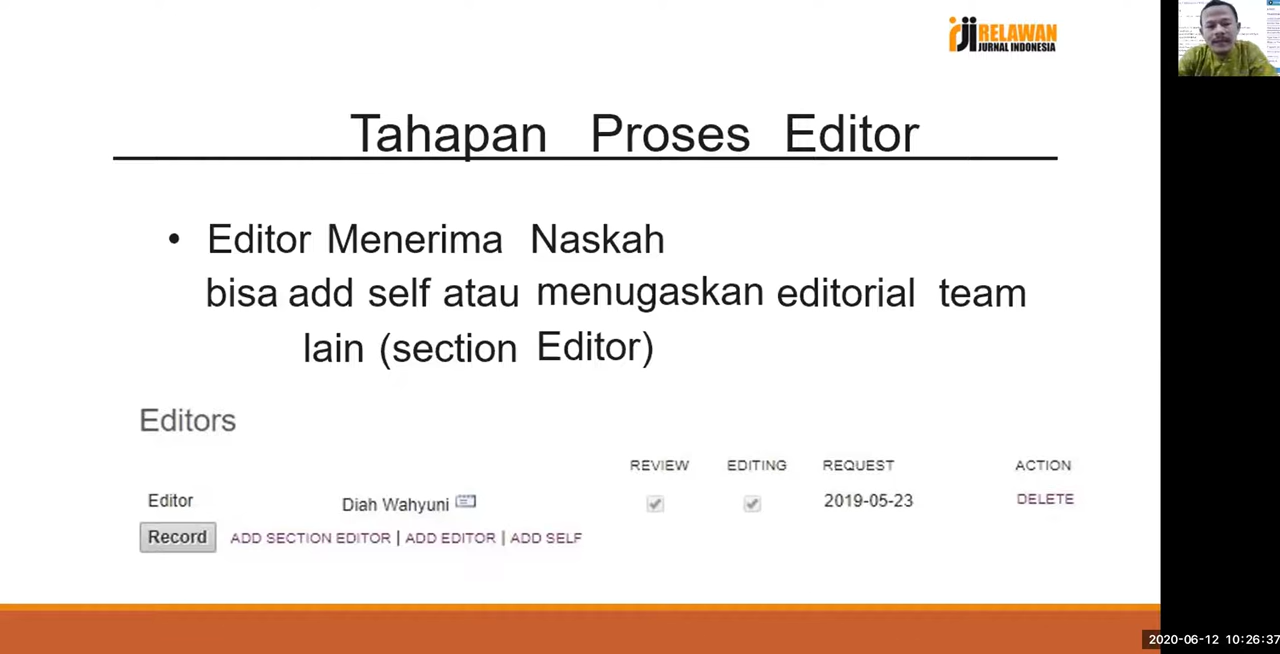 rji RELAWAN
JURNAL INDONESIA
Tahapan Proses Editor
• Editor Menerima Naskah
bisa add self atau menugaskan editorial team
lain (section Editor)
Editors
REVIEW EDITING REQUEST ACTION
Editor Diah Wahyuni 2019-05-23 DELETE
Record ADD SECTION EDITOR | ADD EDITOR | ADD SELF
2020-06-12 10:26:37